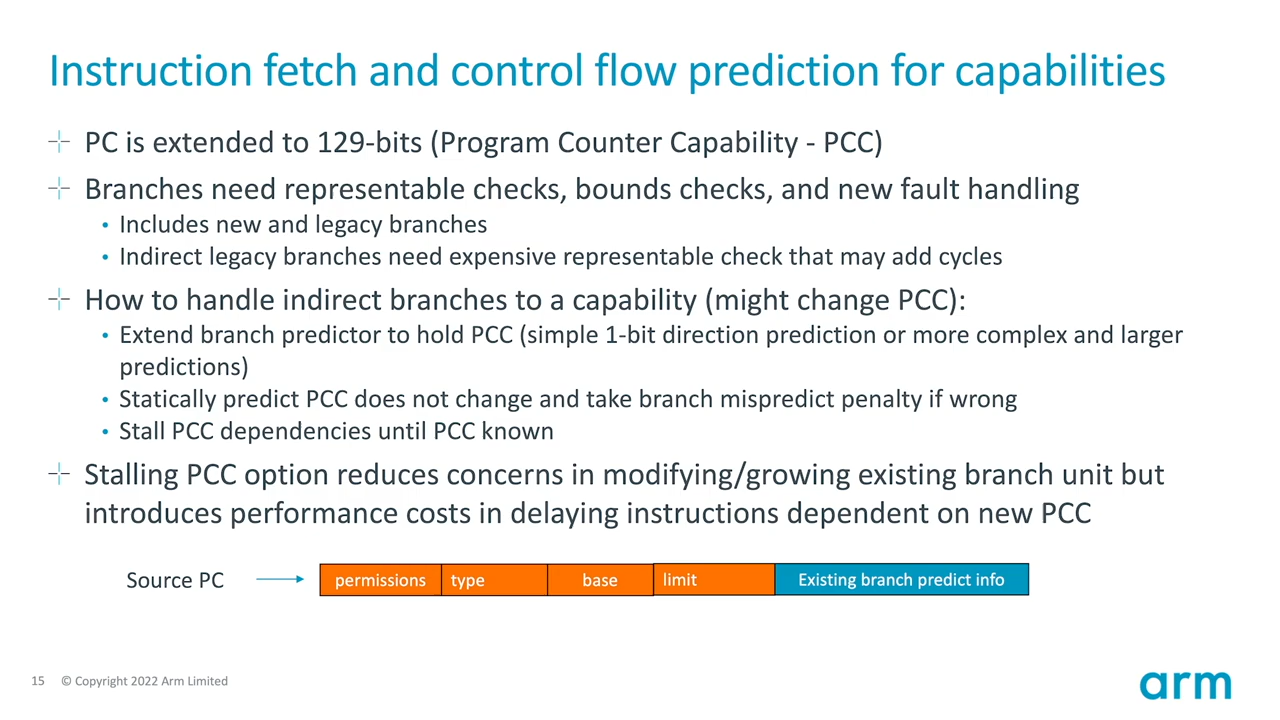 Instruction fetch and control flow prediction for capabilities
PC is extended to 129-bits (Program Counter Capability - PCC)
Branches need representable checks, bounds checks, and new fault handling
• Includes new and legacy branches
• Indirect legacy branches need expensive representable check that may add cycles
How to handle indirect branches to a capability (might change PCC):
• Extend branch predictor to hold PCC (simple 1-bit direction prediction or more complex and larger
predictions)
• Statically predict PCC does not change and take branch mispredict penalty if wrong
• Stall PCC dependencies until PCC known
Stalling PCC option reduces concerns in modifying/growing existing branch unit but
introduces performance costs in delaying instructions dependent on new PCC
Source PC permissions type base limit Existing branch predict info
15 © Copyright 2022 Arm Limited
arm